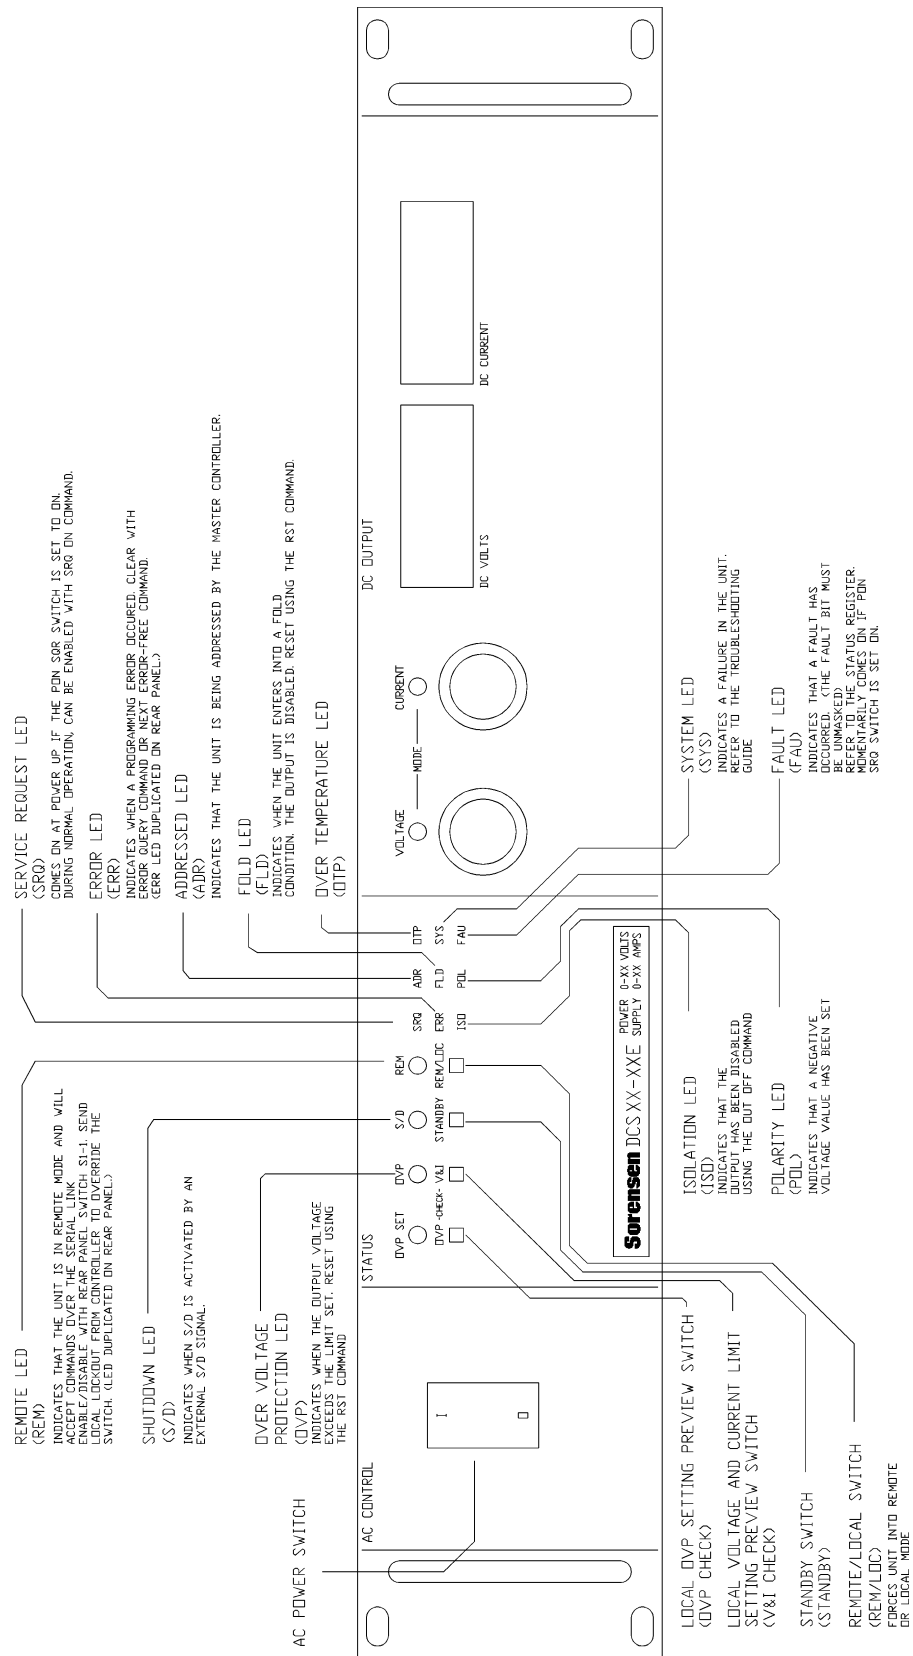 REMOTE LED
(REM)
INDICATES THAT THE UNIT IS IN REMOTE MODE AND WILL
ACCEPT COMMANDS OVER THE SERIAL LINK
ENABLE/DISABLE WITH REAR PANEL SWITCH S1-1. SEND
LOCAL LOCKOUT FROM CONTROLLER TO OVERRIDE THE
SWITCH. (LED DUPLICATED ON REAR PANEL.)
SHUTDOWN LED
(S/D)
INDICATES WHEN S/D IS ACTIVATED BY AN
EXTERNAL S/D SIGNAL.
OVER VOLTAGE
PROTECTION LED
(OVP)
INDICATES WHEN THE OUTPUT VOLTAGE
EXCEEDS THE LIMIT SET. RESET USING
THE RST COMMAND
AC POWER SWITCH
SERVICE REQUEST LED
(SRQ)
COMES ON AT POWER UP IF THE PON SQR SWITCH IS SET TO ON.
DURING NORMAL OPERATION, CAN BE ENABLED WITH SRQ ON COMMAND.
ERROR LED
(ERR)
INDICATES WHEN A PROGRAMMING ERROR OCCURED. CLEAR WITH
ERROR QUERY COMMAND OR NEXT ERROR-FREE COMMAND.
(ERR LED DUPLICATED ON REAR PANEL.)
ADDRESSED LED
(ADR)
INDICATES THAT THE UNIT IS BEING ADDRESSED BY THE MASTER CONTROLLER.
FOLD LED
(FLD)
INDICATES WHEN THE UNIT ENTERS INTO A FOLD
CONDITION. THE OUTPUT IS DISABLED. RESET USING THE RST COMMAND.
OVER TEMPERATURE LED
(OTP)
AC CONTROL
I
O
STATUS
OVP SET
OVP
S/D
REM
OVP -CHECK- V&I
STANDBY
REM/LOC
SRQ
ADR
OTP
ERR
FLD
SYS
ISO
POL
FAU
Sorensen DCS XX-XXE
POWER 0-XX VOLTS
SUPPLY 0-XX AMPS
VOLTAGE
MODE
CURRENT
DC OUTPUT
DC VOLTS
DC CURRENT
LOCAL OVP SETTING PREVIEW SWITCH
(OVP CHECK)
LOCAL VOLTAGE AND CURRENT LIMIT
SETTING PREVIEW SWITCH
(V&I CHECK)
STANDBY SWITCH
(STANDBY)
REMOTE/LOCAL SWITCH
(REM/LOC)
FORCES UNIT INTO REMOTE
OR LOCAL MODE
ISOLATION LED
(ISO)
INDICATES THAT THE
OUTPUT HAS BEEN DISABLED
USING THE OUT OFF COMMAND
POLARITY LED
(POL)
INDICATES THAT A NEGATIVE
VOLTAGE VALUE HAS BEEN SET
SYSTEM LED
(SYS)
INDICATES A FAILURE IN THE UNIT.
REFER TO THE TROUBLESHOOTING
GUIDE
FAULT LED
(FAU)
INDICATES THAT A FAULT HAS
OCCURRED. (THE FAULT BIT MUST
BE UNMASKED)
REFER TO THE STATUS REGISTER.
MOMENTARILY COMES ON IF PON
SRQ SWITCH IS SET ON.